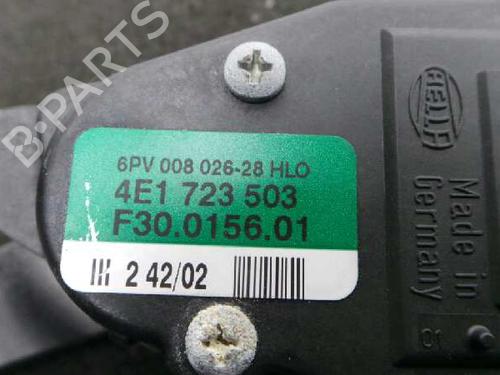 B-PARTS
HELLA
Made in
Germany
6PV 008 026-28 HLO
4E1 723 503
F30.0156.01
2 42/02
01